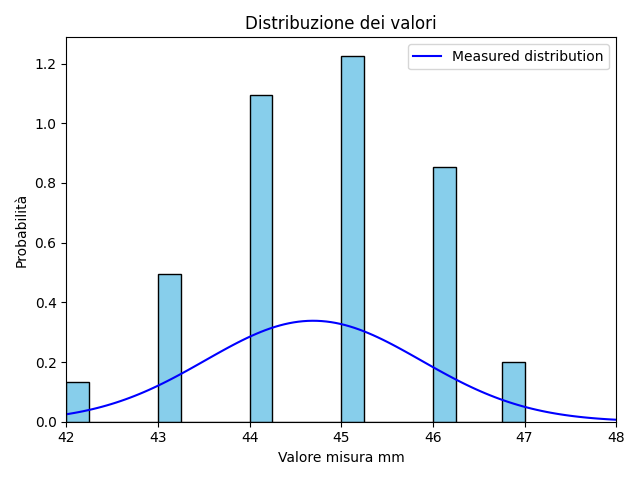 Distribuzione dei valori
Measured distribution
Probabilità
1.2
1.0
0.8
0.6
0.4
0.2
0.0
42 43 44 45 46 47 48
Valore misura mm